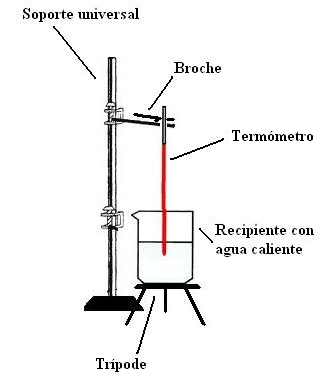 Soporte universal
Broche
Termómetro
Recipiente con
agua caliente
Trípode